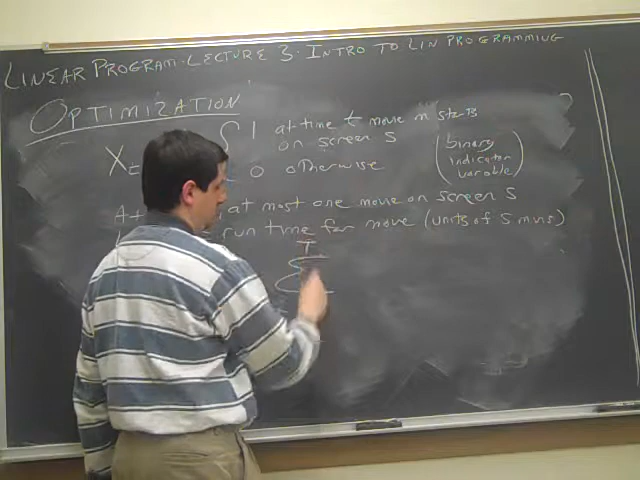 LINEAR PROGRAM. LECTURE 3. INTRO TO LIN PROGRAMMING
OPTIMIZATION
X t { 1 at time t move m starts
on screen S
0 otherwise
(binary
indicator
variable)
At at most one move on screen S
run time for move (units of 5 mins)
T
Σ